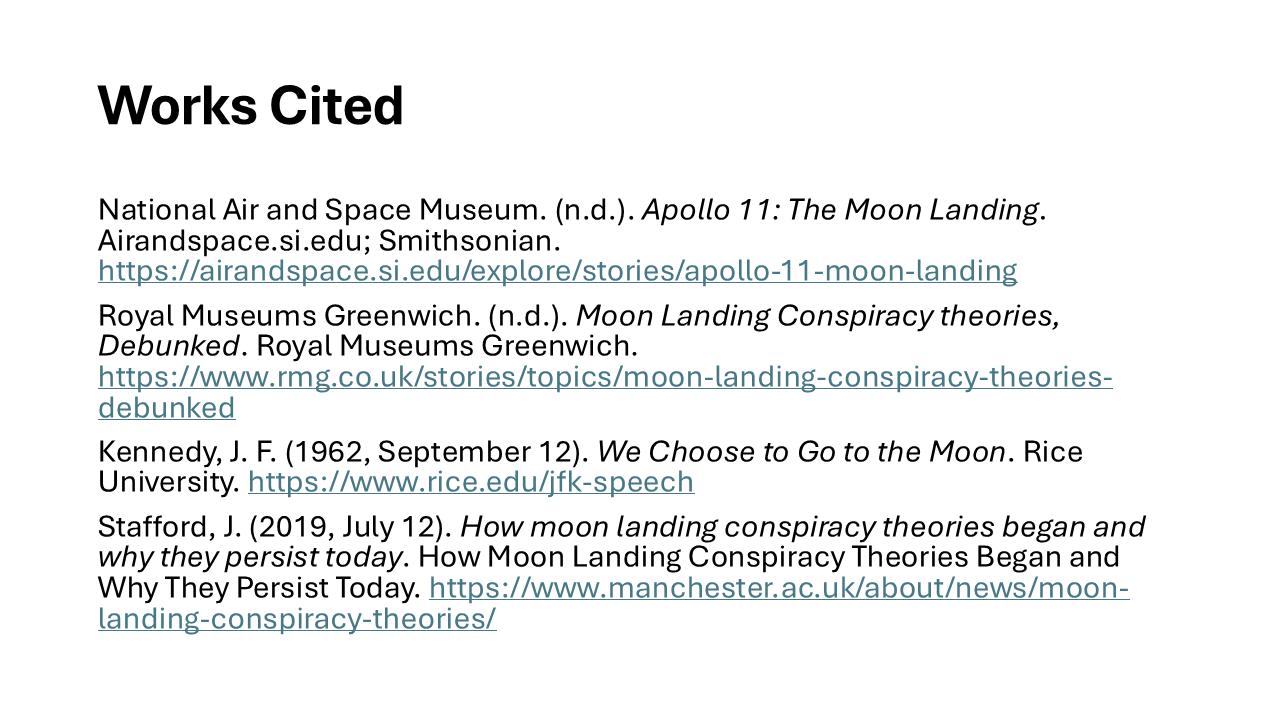 Works Cited
National Air and Space Museum. (n.d.). Apollo 11: The Moon Landing.
Airandspace.si.edu; Smithsonian.
https://airandspace.si.edu/explore/stories/apollo-11-moon-landing
Royal Museums Greenwich. (n.d.). Moon Landing Conspiracy theories,
Debunked. Royal Museums Greenwich.
https://www.rmg.co.uk/stories/topics/moon-landing-conspiracy-theories-
debunked
Kennedy, J. F. (1962, September 12). We Choose to Go to the Moon. Rice
University. https://www.rice.edu/jfk-speech
Stafford, J. (2019, July 12). How moon landing conspiracy theories began and
why they persist today. How Moon Landing Conspiracy Theories Began and
Why They Persist Today. https://www.manchester.ac.uk/about/news/moon-
landing-conspiracy-theories/